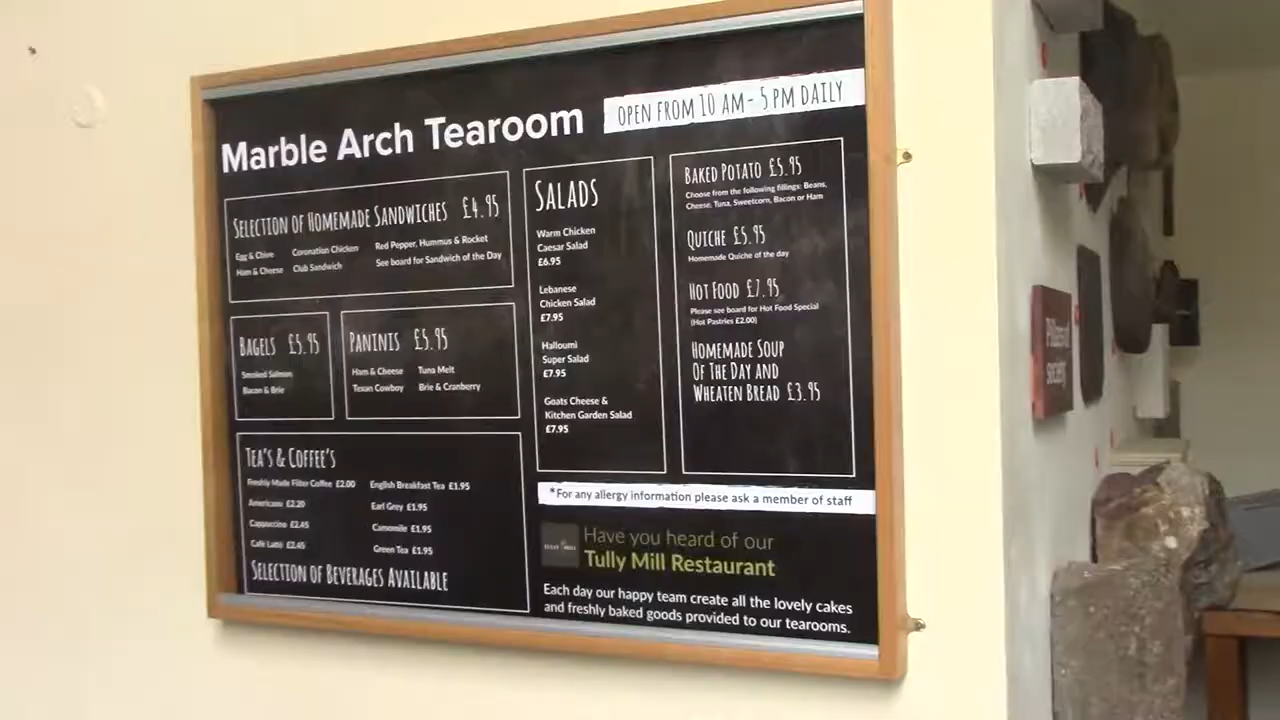 Marble Arch Tearoom
OPEN FROM 10 AM - 5 PM DAILY
SELECTION OF HOMEMADE SANDWICHES £4.95
Egg & Chive
Ham & Cheese
Coronation Chicken
Club Sandwich
Red Pepper, Hummus & Rocket
See board for Sandwich of the Day
BAGELS £5.95
Smoked Salmon
Bacon & Brie
PANINIS £5.95
Ham & Cheese
Texan Cowboy
Tuna Melt
Brie & Cranberry
TEA'S & COFFEE'S
Freshly Made Filter Coffee £2.00
Americano £2.20
Cappuccino £2.45
Café Latte £2.45
English Breakfast Tea £1.95
Earl Grey £1.95
Camomile £1.95
Green Tea £1.95
SELECTION OF BEVERAGES AVAILABLE
SALADS
Warm Chicken
Caesar Salad
£6.95
Lebanese
Chicken Salad
£7.95
Halloumi
Super Salad
£7.95
Goats Cheese &
Kitchen Garden Salad
£7.95
BAKED POTATO £5.95
Choose from the following fillings: Beans,
Cheese, Tuna, Sweetcorn, Bacon or Ham
QUICHE £5.95
Homemade Quiche of the day
HOT FOOD £7.95
Please see board for Hot Food Special
(Hot Pastries £2.00)
HOMEMADE SOUP
OF THE DAY AND
WHEATEN BREAD £3.95
*For any allergy information please ask a member of staff
TULLY MILL
Have you heard of our
Tully Mill Restaurant
Each day our happy team create all the lovely cakes
and freshly baked goods provided to our tearooms.
society